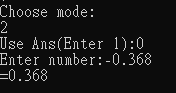 Choose mode:
2
Use Ans(Enter 1):0
Enter number:-0.368
=0.368